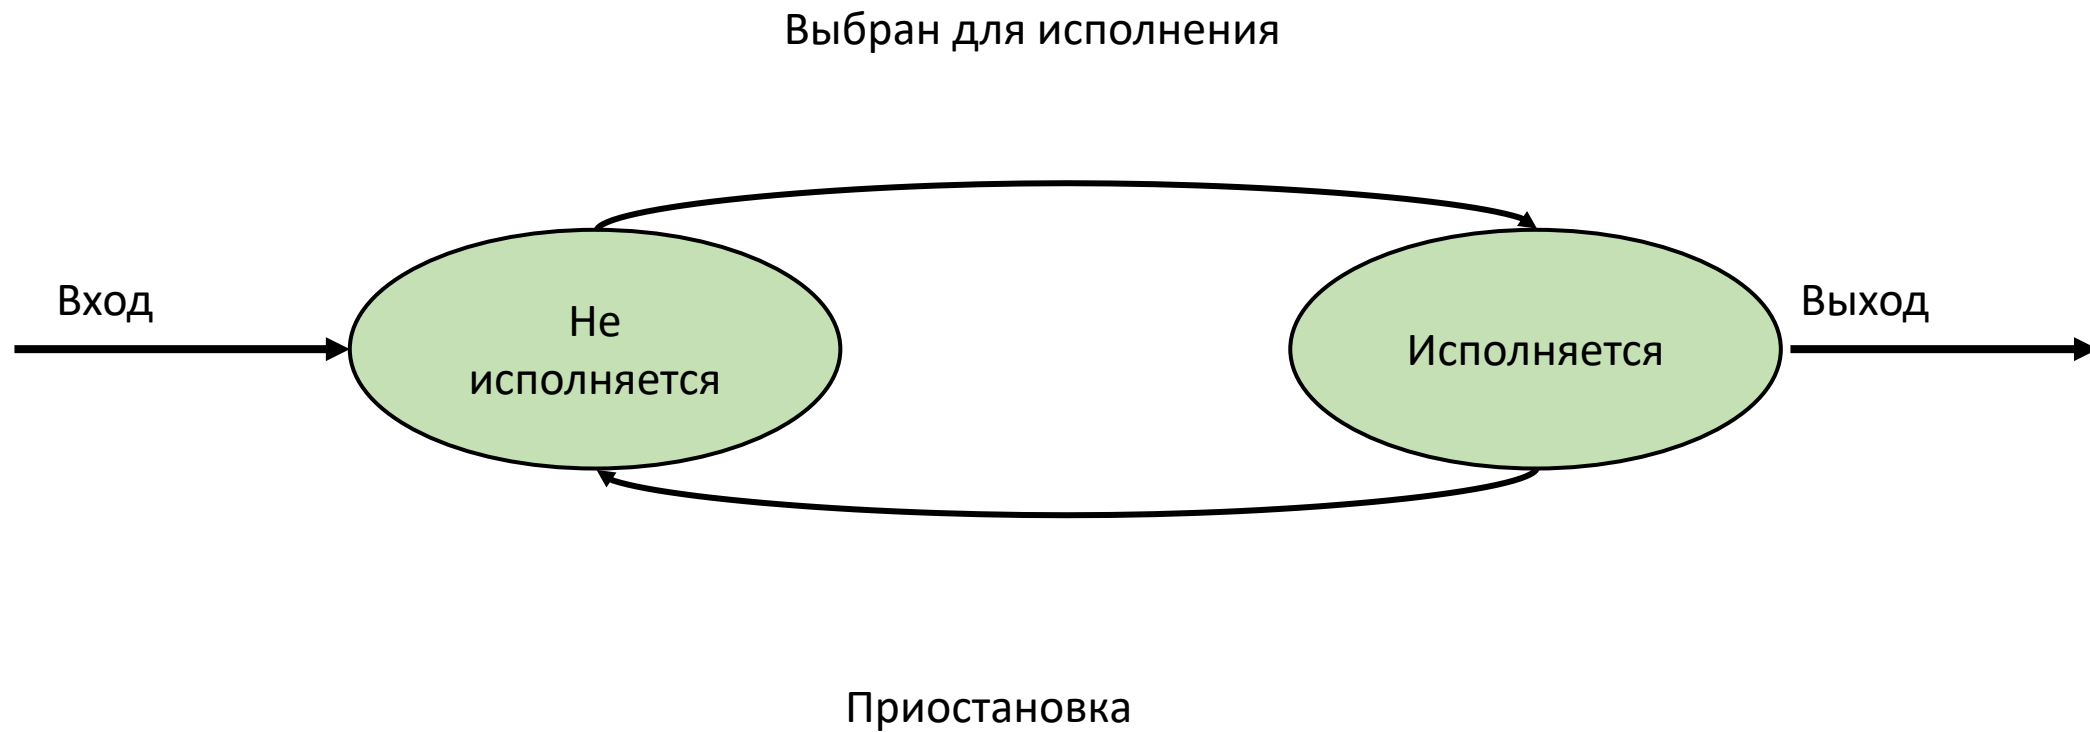 Выбран для исполнения
Вход
Не
исполняется
Исполняется
Выход
Приостановка